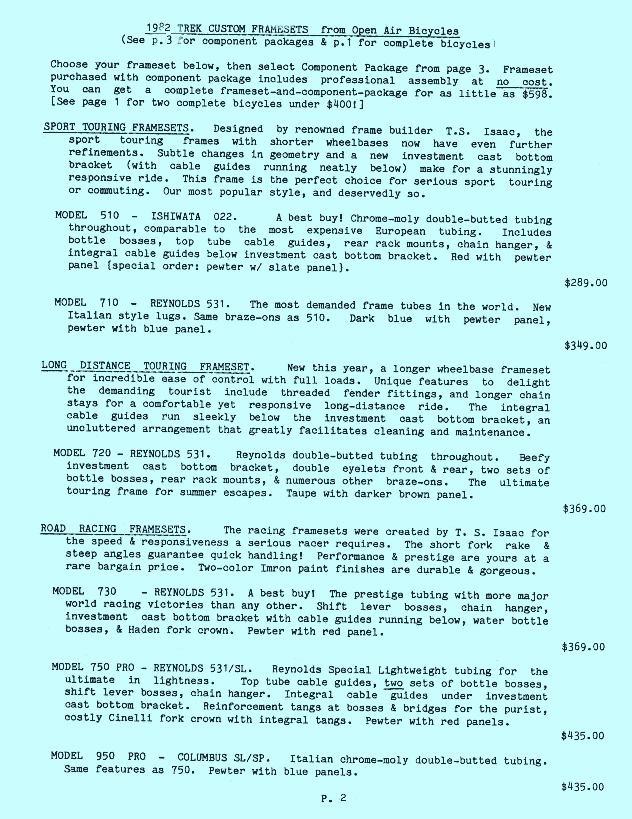 1982 TREK CUSTOM FRAMESETS from Open Air Bicycles
(See p.3 for component packages & p.1 for complete bicycles)
Choose your frameset below, then select Component Package from page 3. Frameset
purchased with component package includes professional assembly at no cost.
You can get a complete frameset-and-component-package for as little as $598.
[See page 1 for two complete bicycles under $400!]
SPORT TOURING FRAMESETS. Designed by renowned frame builder T.S. Isaac, the
sport touring frames with shorter wheelbases now have even further
refinements. Subtle changes in geometry and a new investment cast bottom
bracket (with cable guides running neatly below) make for a stunningly
responsive ride. This frame is the perfect choice for serious sport touring
or commuting. Our most popular style, and deservedly so.
MODEL 510 - ISHIWATA 022. A best buy! Chrome-moly double-butted tubing
throughout, comparable to the most expensive European tubing. Includes
bottle bosses, top tube cable guides, rear rack mounts, chain hanger, &
integral cable guides below investment cast bottom bracket. Red with pewter
panel {special order: pewter w/ slate panel}.
$289.00
MODEL 710 - REYNOLDS 531. The most demanded frame tubes in the world. New
Italian style lugs. Same braze-ons as 510. Dark blue with pewter panel,
pewter with blue panel.
$349.00
LONG DISTANCE TOURING FRAMESET. New this year, a longer wheelbase frameset
for incredible ease of control with full loads. Unique features to delight
the demanding tourist include threaded fender fittings, and longer chain
stays for a comfortable yet responsive long-distance ride. The integral
cable guides run sleekly below the investment cast bottom bracket, an
uncluttered arrangement that greatly facilitates cleaning and maintenance.
MODEL 720 - REYNOLDS 531. Reynolds double-butted tubing throughout. Beefy
investment cast bottom bracket, double eyelets front & rear, two sets of
bottle bosses, rear rack mounts, & numerous other braze-ons. The ultimate
touring frame for summer escapes. Taupe with darker brown panel.
$369.00
ROAD RACING FRAMESETS. The racing framesets were created by T. S. Isaac for
the speed & responsiveness a serious racer requires. The short fork rake &
steep angles guarantee quick handling! Performance & prestige are yours at a
rare bargain price. Two-color Imron paint finishes are durable & gorgeous.
MODEL 730 - REYNOLDS 531. A best buy! The prestige tubing with more major
world racing victories than any other. Shift lever bosses, chain hanger,
investment cast bottom bracket with cable guides running below, water bottle
bosses, & Haden fork crown. Pewter with red panel.
$369.00
MODEL 750 PRO - REYNOLDS 531/SL. Reynolds Special Lightweight tubing for the
ultimate in lightness. Top tube cable guides, two sets of bottle bosses,
shift lever bosses, chain hanger. Integral cable guides under investment
cast bottom bracket. Reinforcement tangs at bosses & bridges for the purist,
costly Cinelli fork crown with integral tangs. Pewter with red panels.
$435.00
MODEL 950 PRO - COLUMBUS SL/SP. Italian chrome-moly double-butted tubing.
Same features as 750. Pewter with blue panels.
$435.00
P. 2